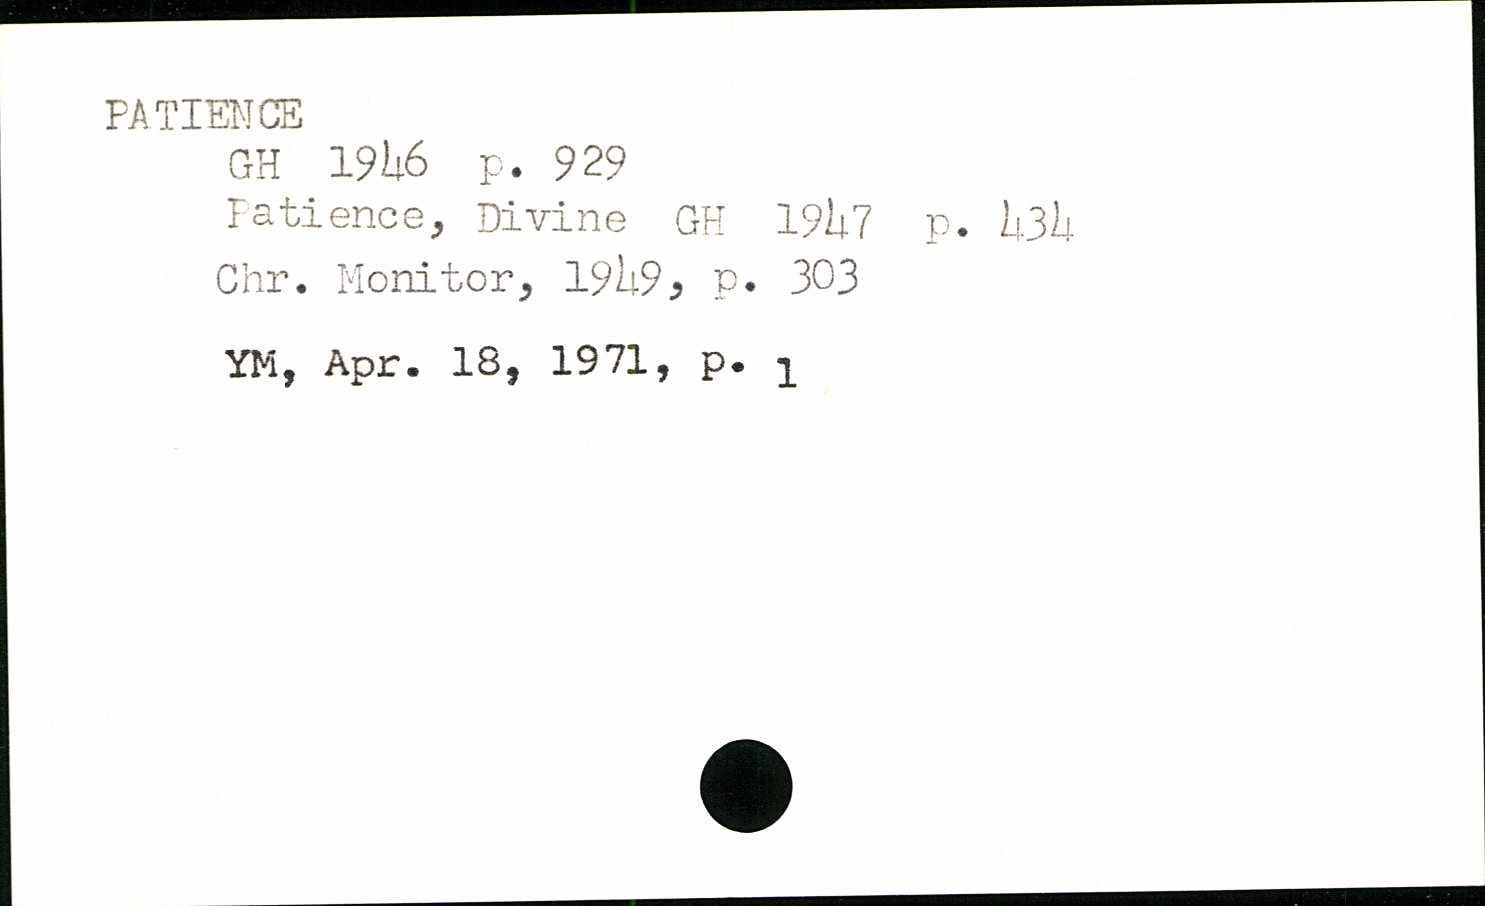 PATIENCE
GH 1946 p. 929
Patience, Divine GH 1947 p. 434
Chr. Monitor, 1949, p. 303
YM, Apr. 18, 1971, p. 1